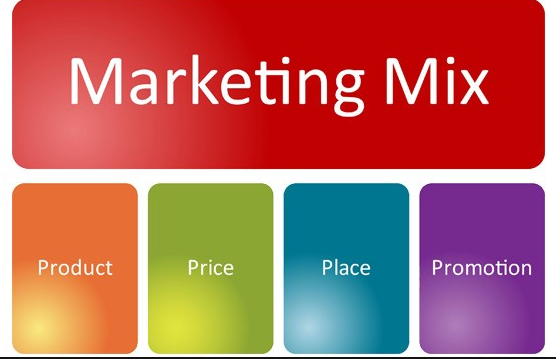 Marketing Mix
Product
Price
Place
Promotion